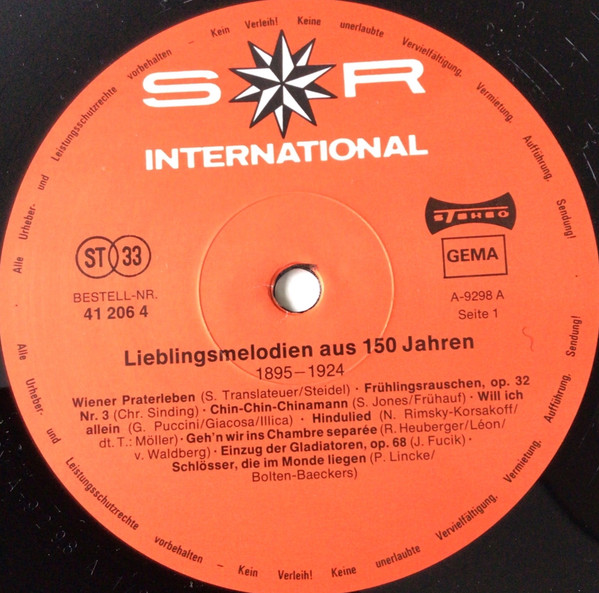 Alle Urheber- und Leistungsschutzrechte vorbehalten – Kein Verleih! Keine unerlaubte Vervielfältigung, Vermietung, Aufführung, Sendung!
S R
INTERNATIONAL
STEREO
ST 33
GEMA
BESTELL-NR.
41 206 4
A-9298 A
Seite 1
Lieblingsmelodien aus 150 Jahren
1895–1924
Wiener Praterleben (S. Translateuer/Steidel) · Frühlingsrauschen, op. 32
Nr. 3 (Chr. Sinding) · Chin-Chin-Chinamann (S. Jones/Frühauf) · Will ich
allein (G. Puccini/Giacosa/Illica) · Hindulied (N. Rimsky-Korsakoff/
dt. T.: Möller) · Geh'n wir ins Chambre separée (R. Heuberger/Léon/
v. Waldberg) · Einzug der Gladiatoren, op. 68 (J. Fucik) ·
Schlösser, die im Monde liegen (P. Lincke/
Bolten-Baeckers)
Alle Urheber- und Leistungsschutzrechte vorbehalten – Kein Verleih! Keine unerlaubte Vervielfältigung, Vermietung, Aufführung, Sendung!